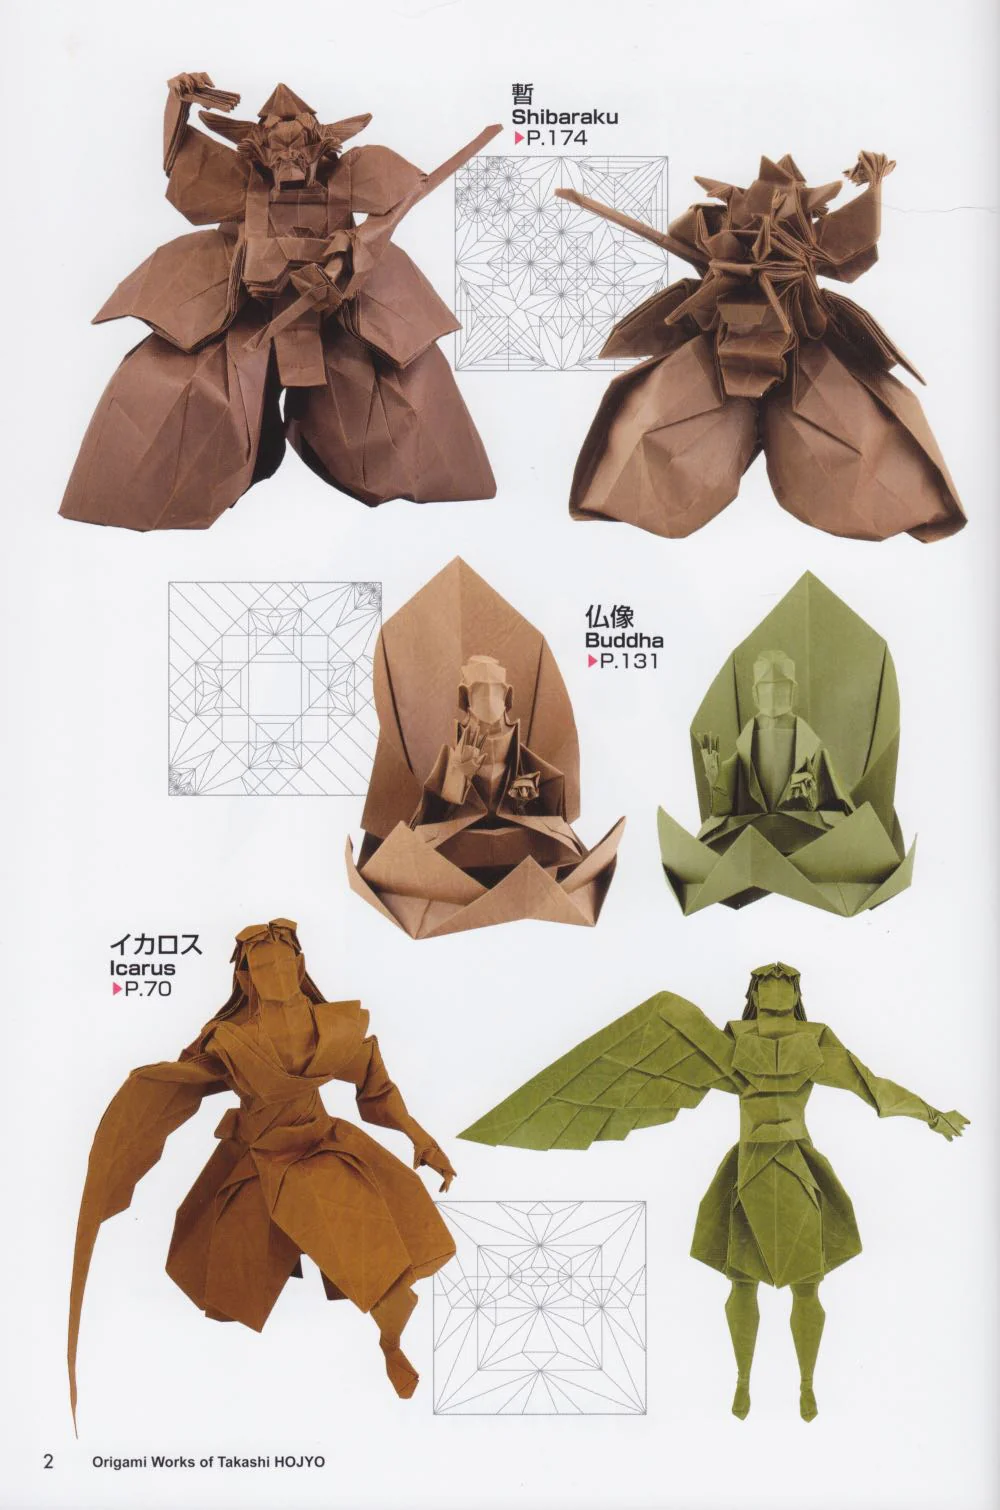 暫
Shibaraku
▶P.174
仏像
Buddha
▶P.131
イカロス
Icarus
▶P.70
2 Origami Works of Takashi HOJYO